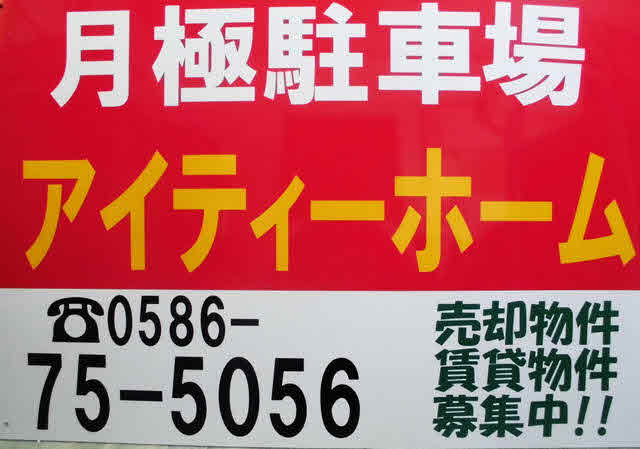 月極駐車場
アイティーホーム
☎0586-
75-5056
売却物件
賃貸物件
募集中!!